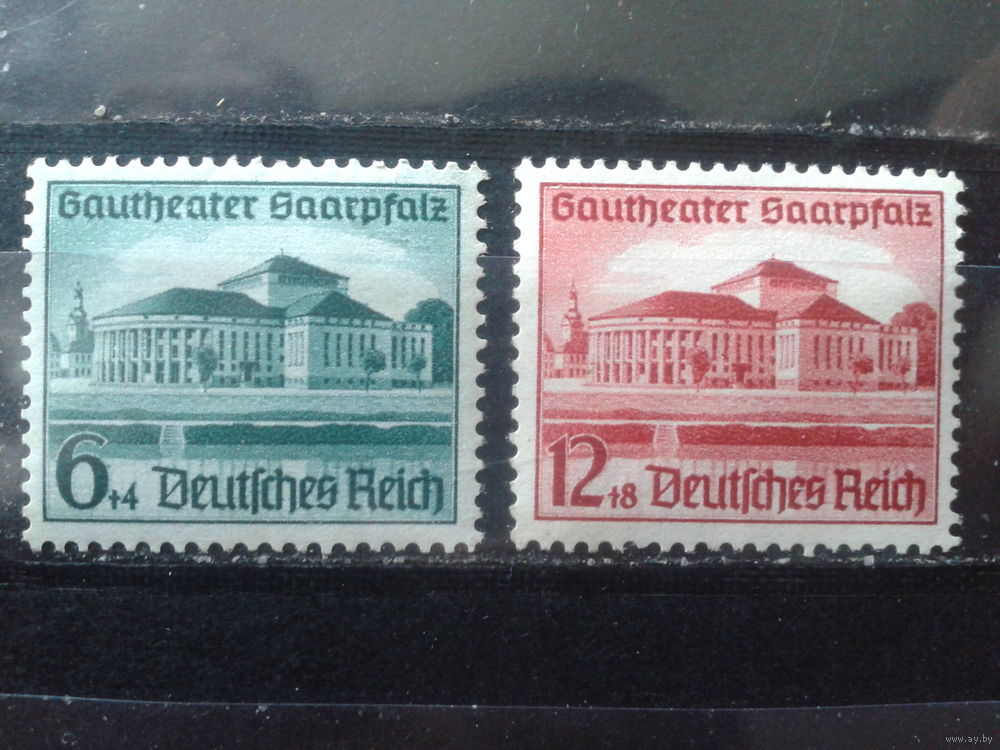 Gautheater Saarpfalz
6+4 Deutsches Reich
Gautheater Saarpfalz
12+8 Deutsches Reich
www.ay.by